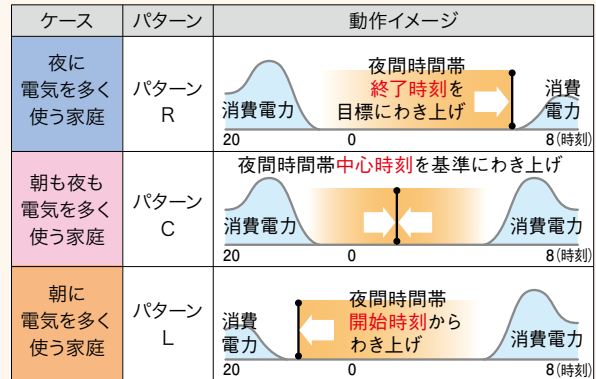 ケース
パターン
動作イメージ
夜に
電気を多く
使う家庭
パターン
R
夜間時間帯
終了時刻を
目標にわき上げ
消費電力
消費
電力
20
0
8(時刻)
朝も夜も
電気を多く
使う家庭
パターン
C
夜間時間帯中心時刻を基準にわき上げ
消費電力
消費電力
20
0
8(時刻)
朝に
電気を多く
使う家庭
パターン
L
消費
電力
夜間時間帯
開始時刻から
わき上げ
消費電力
20
0
8(時刻)